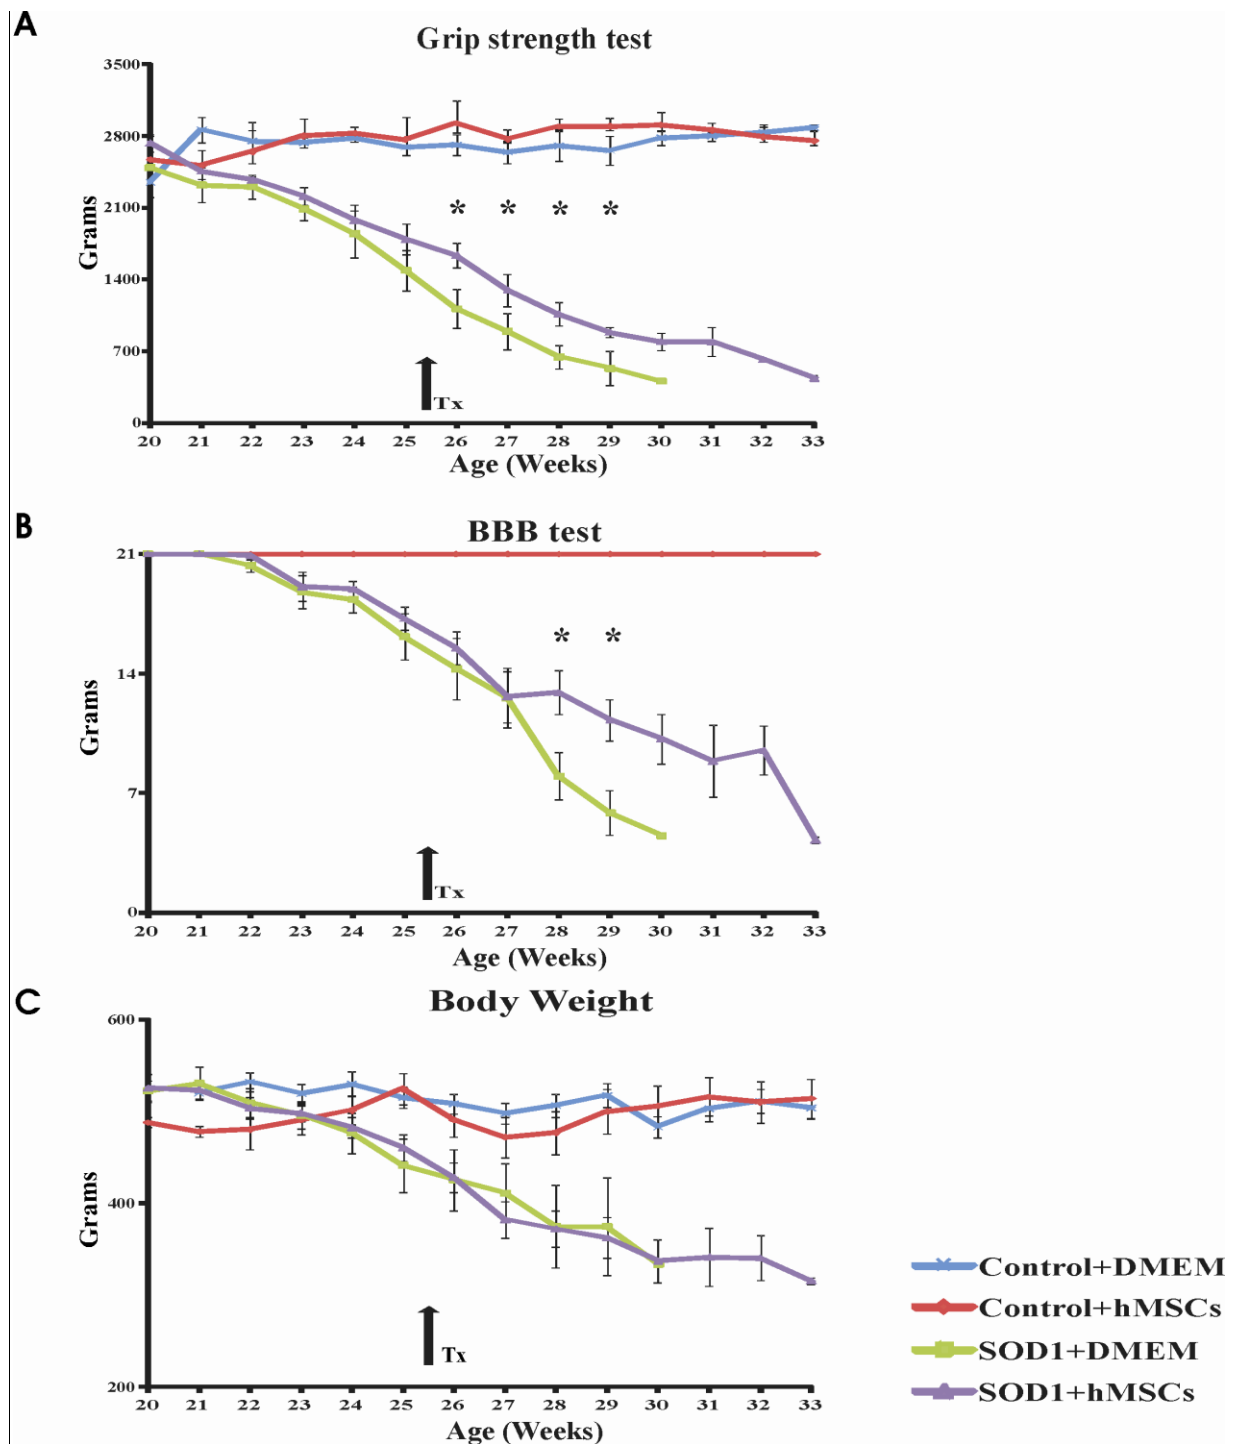 A
Grip strength test
3500
2800
2100
1400
700
0
Grams
* * * *
Tx
20 21 22 23 24 25 26 27 28 29 30 31 32 33
Age (Weeks)
B
BBB test
21
14
7
0
Grams
* *
Tx
20 21 22 23 24 25 26 27 28 29 30 31 32 33
Age (Weeks)
C
Body Weight
600
400
200
Grams
Tx
20 21 22 23 24 25 26 27 28 29 30 31 32 33
Age (Weeks)
Control+DMEM
Control+hMSCs
SOD1+DMEM
SOD1+hMSCs